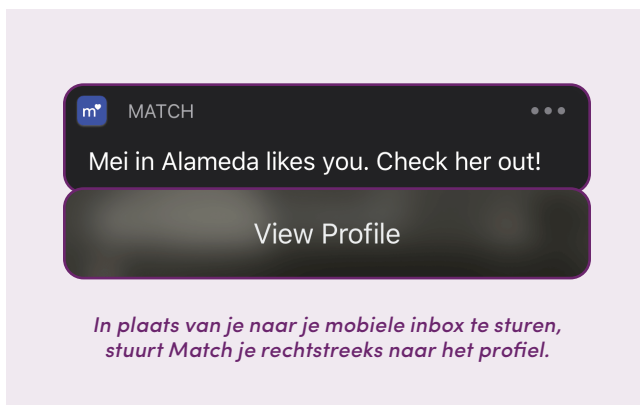 m
MATCH
Mei in Alameda likes you. Check her out!
View Profile
In plaats van je naar je mobiele inbox te sturen,
stuurt Match je rechtstreeks naar het profiel.